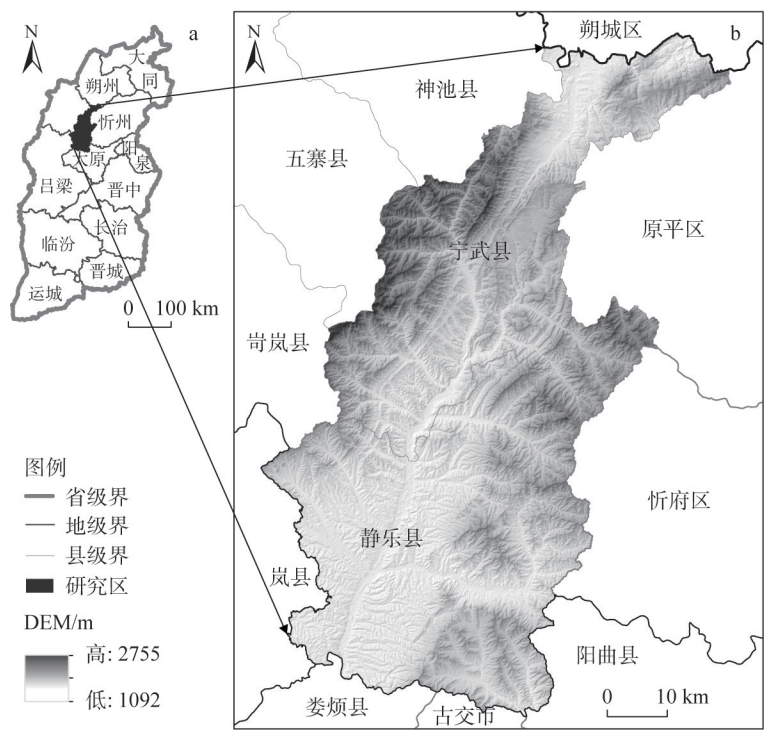 N
a
大
同
朔州
忻州
阳
泉
太原
吕梁
晋中
长治
临汾
晋城
运城
0 100 km
图例
省级界
地级界
县级界
研究区
DEM/m
高: 2755
低: 1092
N
b
朔城区
神池县
五寨县
原平区
宁武县
岢岚县
忻府区
静乐县
岚县
阳曲县
娄烦县
古交市
0 10 km